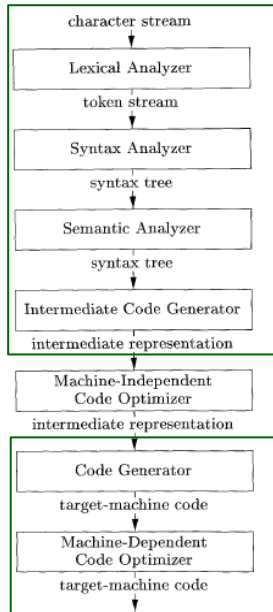 character stream
Lexical Analyzer
token stream
Syntax Analyzer
syntax tree
Semantic Analyzer
syntax tree
Intermediate Code Generator
intermediate representation
Machine-Independent
Code Optimizer
intermediate representation
Code Generator
target-machine code
Machine-Dependent
Code Optimizer
target-machine code